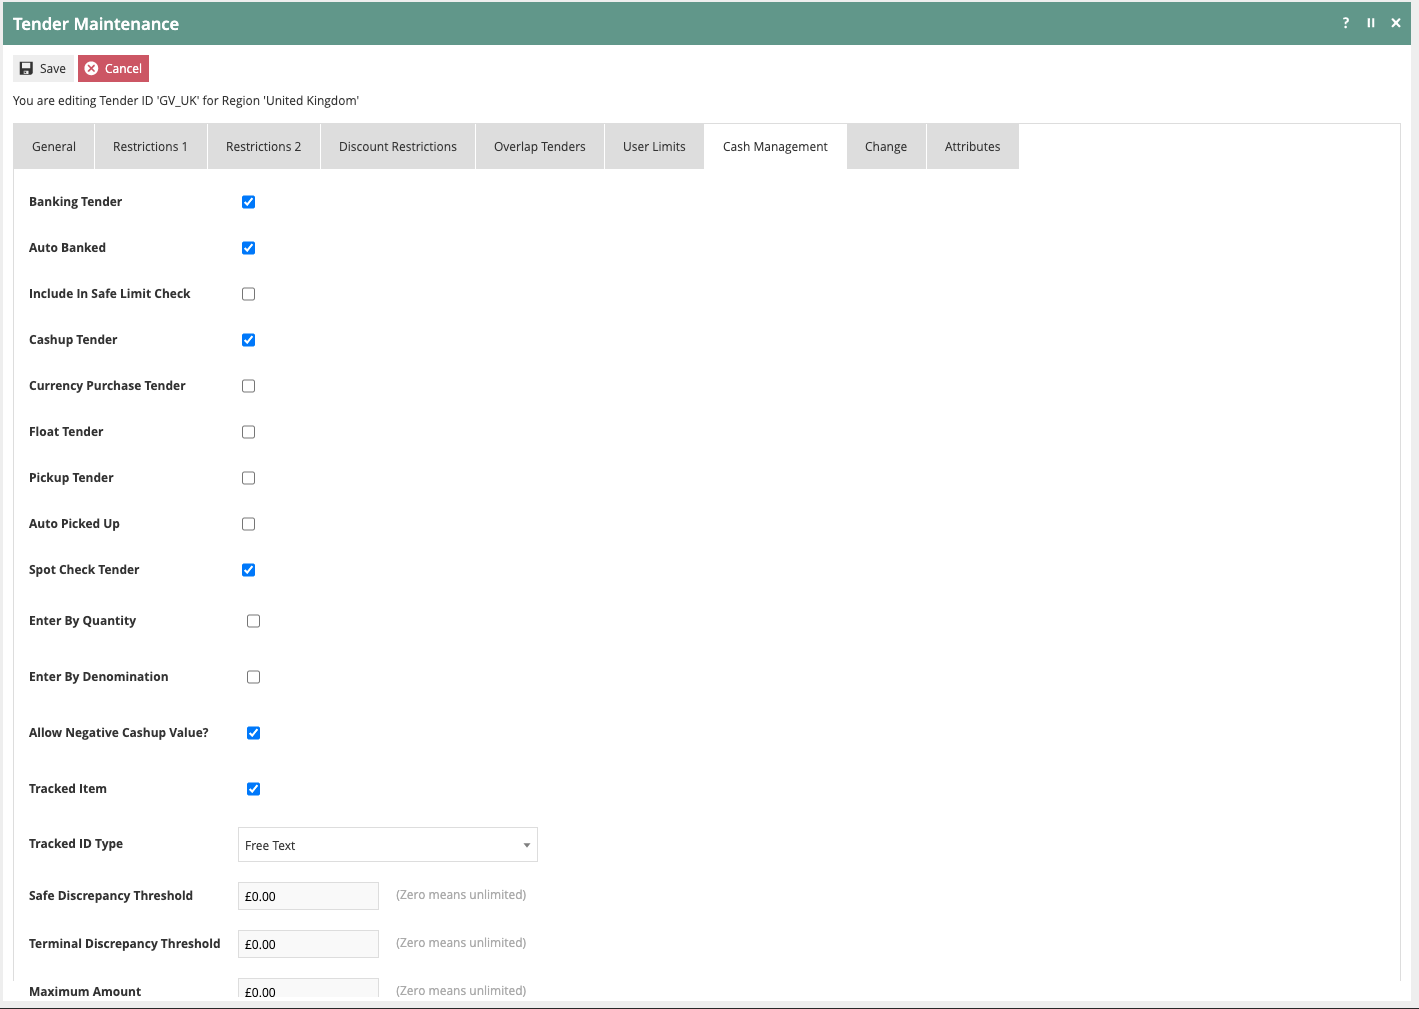 Tender Maintenance
?
Save Cancel
You are editing Tender ID 'GV_UK' for Region 'United Kingdom'
General Restrictions 1 Restrictions 2 Discount Restrictions Overlap Tenders User Limits Cash Management Change Attributes
Banking Tender
Auto Banked
Include In Safe Limit Check
Cashup Tender
Currency Purchase Tender
Float Tender
Pickup Tender
Auto Picked Up
Spot Check Tender
Enter By Quantity
Enter By Denomination
Allow Negative Cashup Value?
Tracked Item
Tracked ID Type Free Text
Safe Discrepancy Threshold £0.00 (Zero means unlimited)
Terminal Discrepancy Threshold £0.00 (Zero means unlimited)
Maximum Amount £0.00 (Zero means unlimited)